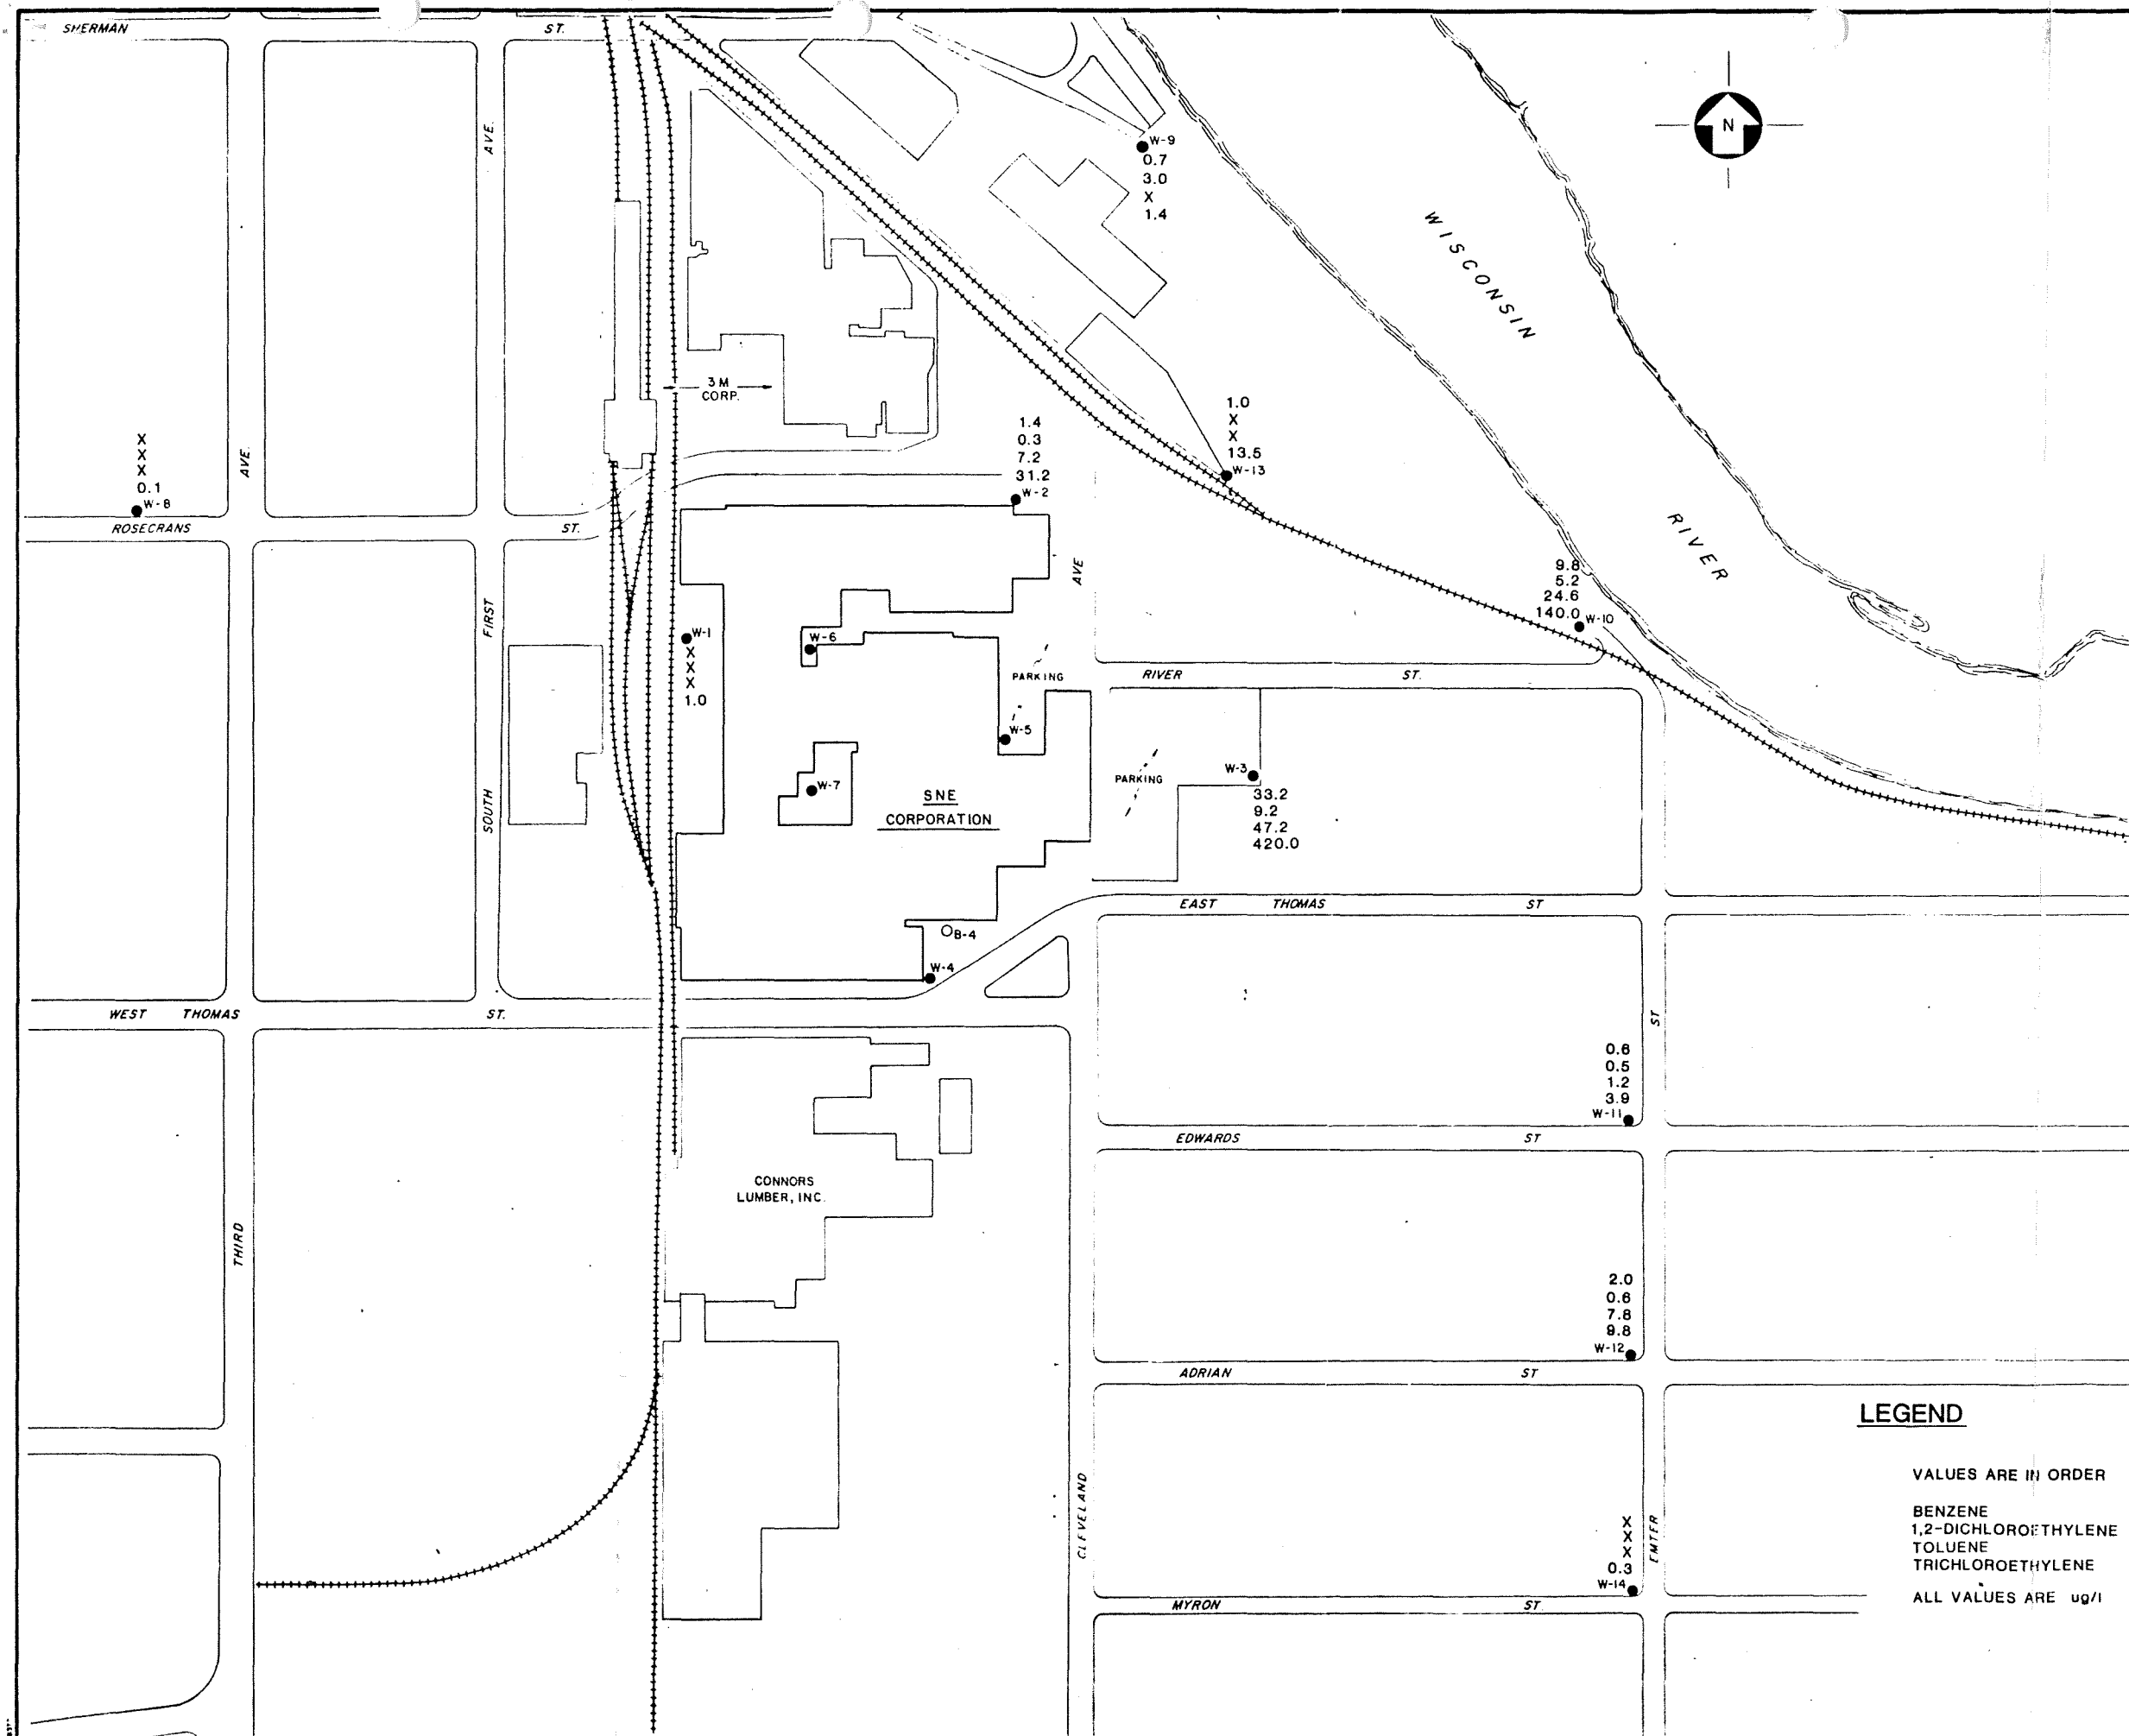 SHERMAN ST.
AVE.
W-9
0.7
3.0
X
1.4
N
WISCONSIN
RIVER
3M
CORP.
X
X
X
0.1
W-8
AVE.
1.4
0.3
7.2
31.2
W-2
1.0
X
X
13.5
W-13
ROSECRANS ST.
AVE
9.8
5.2
24.6
140.0
W-10
SOUTH FIRST
W-1
X
X
X
1.0
W-6
PARKING
RIVER ST.
W-5
W-7
SNE
CORPORATION
PARKING
W-3
33.2
9.2
47.2
420.0
EAST THOMAS ST
B-4
W-4
WEST THOMAS ST.
ST
0.6
0.5
1.2
3.9
W-11
EDWARDS ST
CONNORS
LUMBER, INC.
THIRD
2.0
0.6
7.8
9.8
W-12
ADRIAN ST
CLEVELAND
X
X
X
0.3
W-14
EMTER
MYRON ST
LEGEND
VALUES ARE IN ORDER
BENZENE
1,2-DICHLOROETHYLENE
TOLUENE
TRICHLOROETHYLENE
ALL VALUES ARE ug/l